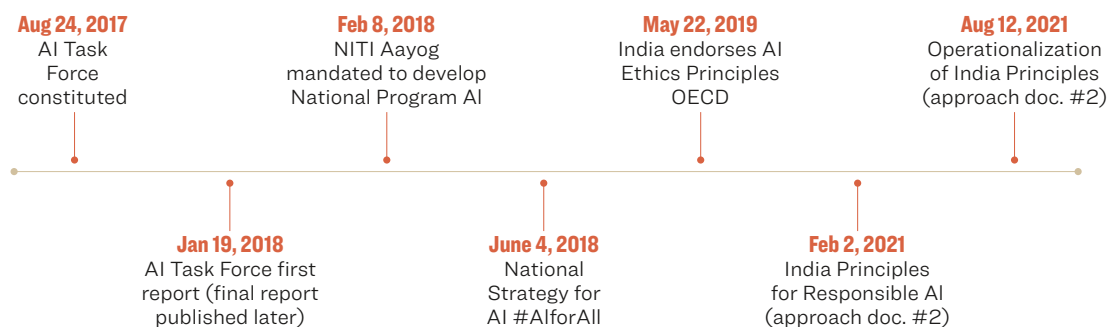 Aug 24, 2017
AI Task
Force
constituted
Jan 19, 2018
AI Task Force first
report (final report
published later)
Feb 8, 2018
NITI Aayog
mandated to develop
National Program AI
June 4, 2018
National
Strategy for
AI #AIforAll
May 22, 2019
India endorses AI
Ethics Principles
OECD
Feb 2, 2021
India Principles
for Responsible AI
(approach doc. #2)
Aug 12, 2021
Operationalization
of India Principles
(approach doc. #2)